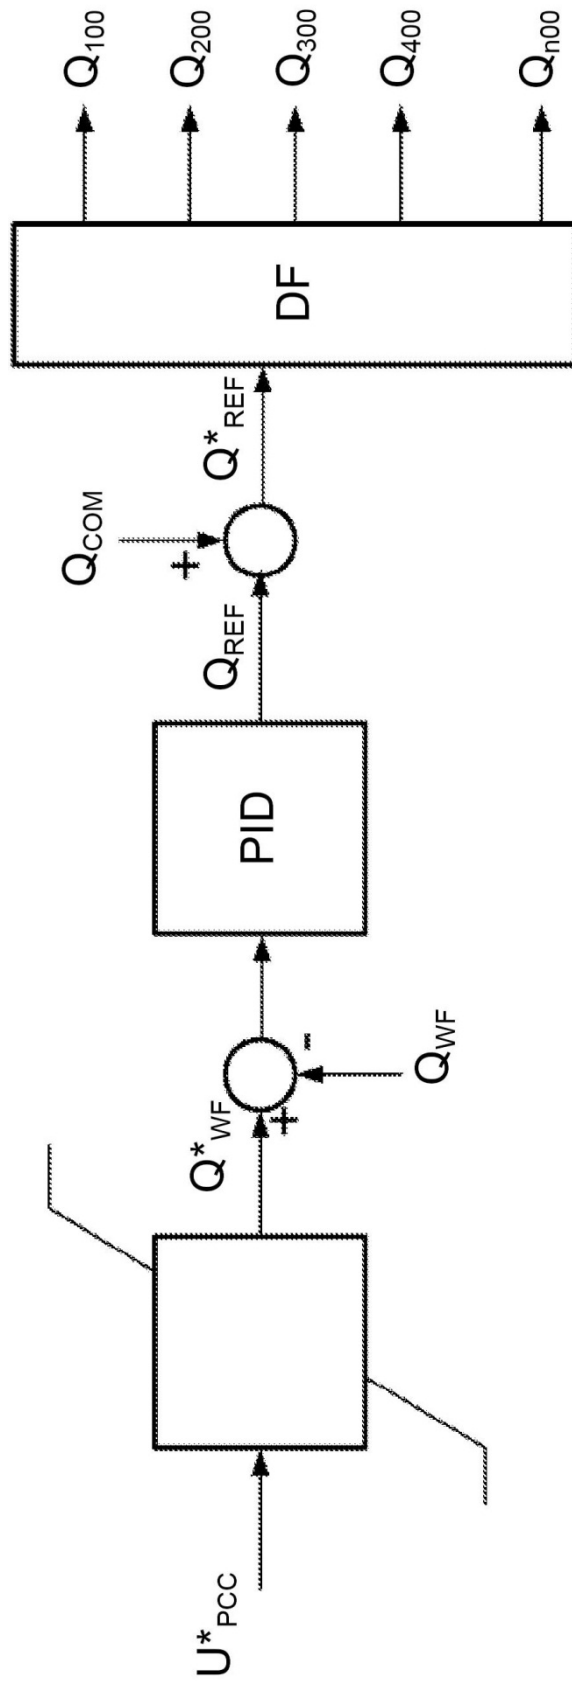 U*PCC
Q*WF
+
-
QWF
PID
QREF
QCOM
+
Q*REF
DF
Q100
Q200
Q300
Q400
Qn00